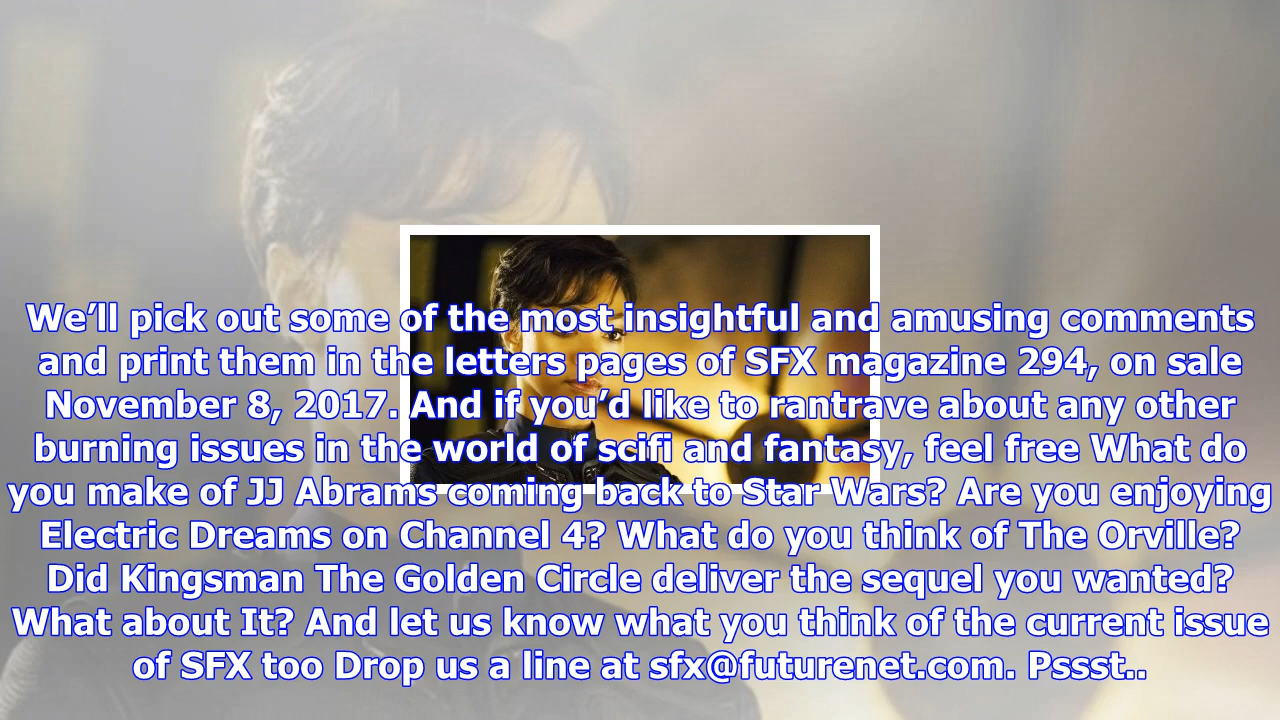 We’ll pick out some of the most insightful and amusing comments
and print them in the letters pages of SFX magazine 294, on sale
November 8, 2017. And if you’d like to rantrave about any other
burning issues in the world of scifi and fantasy, feel free What do
you make of JJ Abrams coming back to Star Wars? Are you enjoying
Electric Dreams on Channel 4? What do you think of The Orville?
Did Kingsman The Golden Circle deliver the sequel you wanted?
What about It? And let us know what you think of the current issue
of SFX too Drop us a line at sfx@futurenet.com. Pssst..